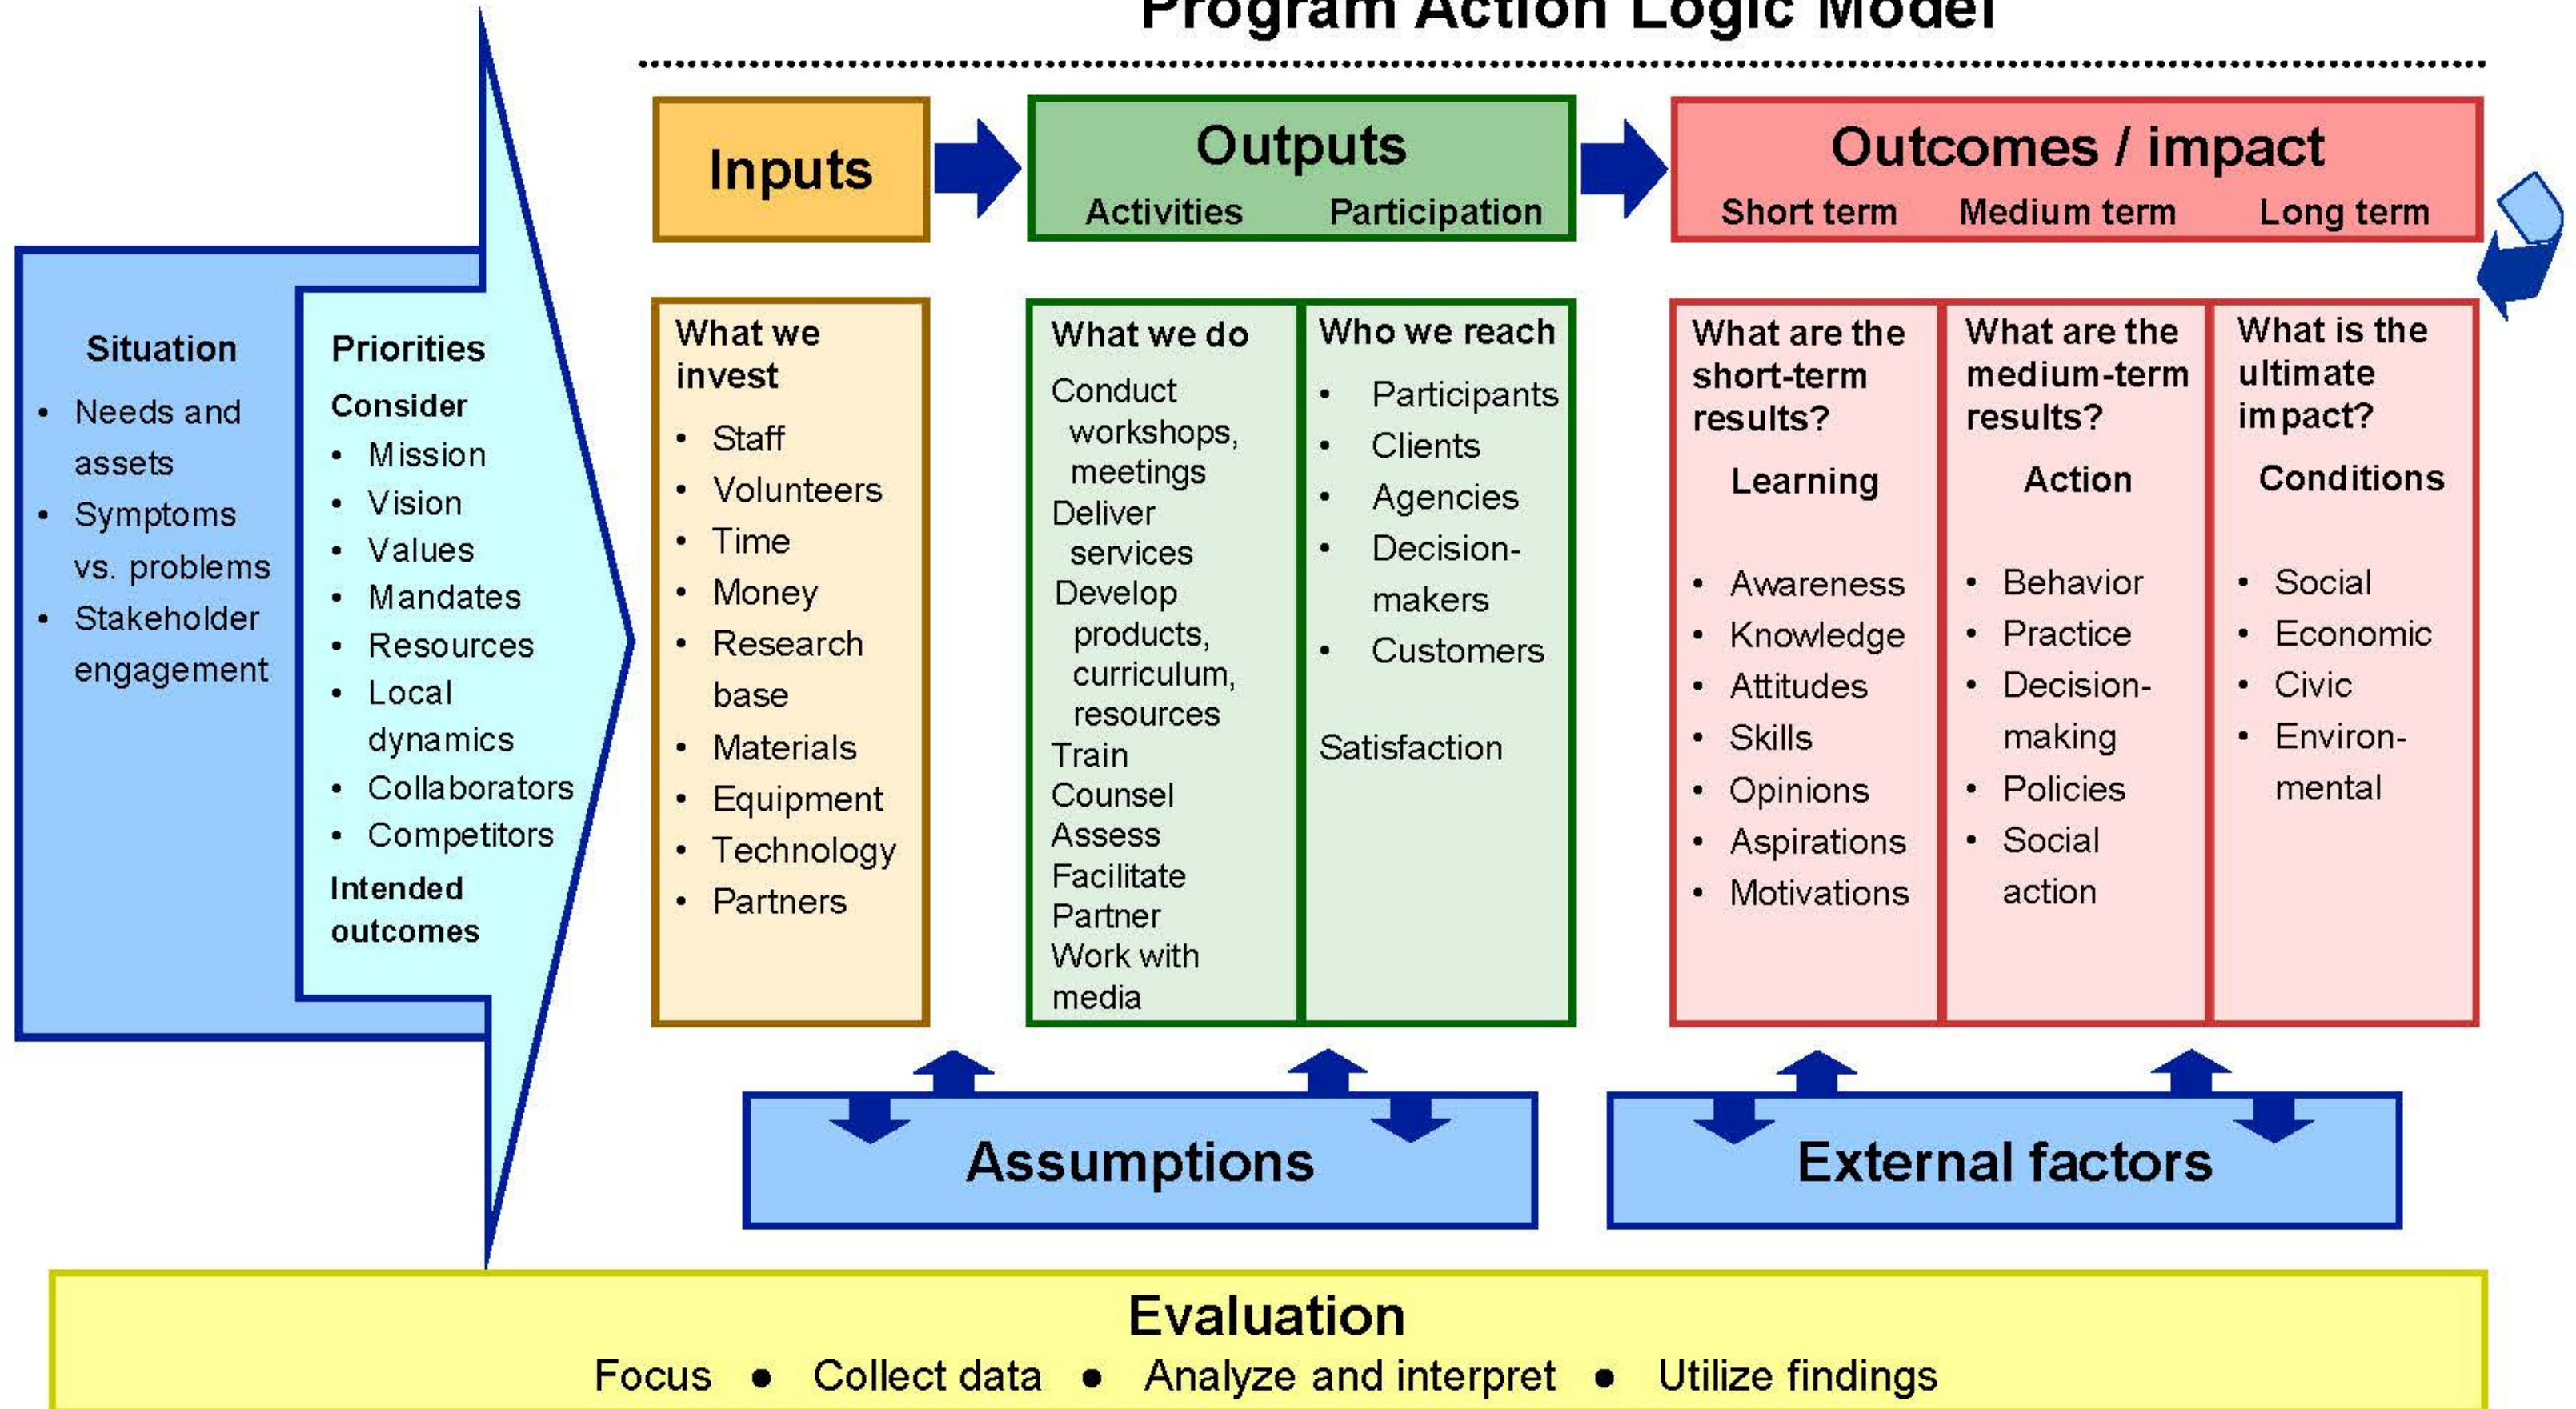 Program Action Logic Model
Situation
• Needs and
assets
• Symptoms
vs. problems
• Stakeholder
engagement
Priorities
Consider
• Mission
• Vision
• Values
• Mandates
• Resources
• Local
dynamics
• Collaborators
• Competitors
Intended
outcomes
Inputs
What we
invest
• Staff
• Volunteers
• Time
• Money
• Research
base
• Materials
• Equipment
• Technology
• Partners
Outputs
Activities Participation
What we do
Conduct
workshops,
meetings
Deliver
services
Develop
products,
curriculum,
resources
Train
Counsel
Assess
Facilitate
Partner
Work with
media
Who we reach
• Participants
• Clients
• Agencies
• Decision-
makers
• Customers
Satisfaction
Outcomes / impact
Short term Medium term Long term
What are the
short-term
results?
Learning
• Awareness
• Knowledge
• Attitudes
• Skills
• Opinions
• Aspirations
• Motivations
What are the
medium-term
results?
Action
• Behavior
• Practice
• Decision-
making
• Policies
• Social
action
What is the
ultimate
impact?
Conditions
• Social
• Economic
• Civic
• Environ-
mental
Assumptions
External factors
Evaluation
Focus ● Collect data ● Analyze and interpret ● Utilize findings